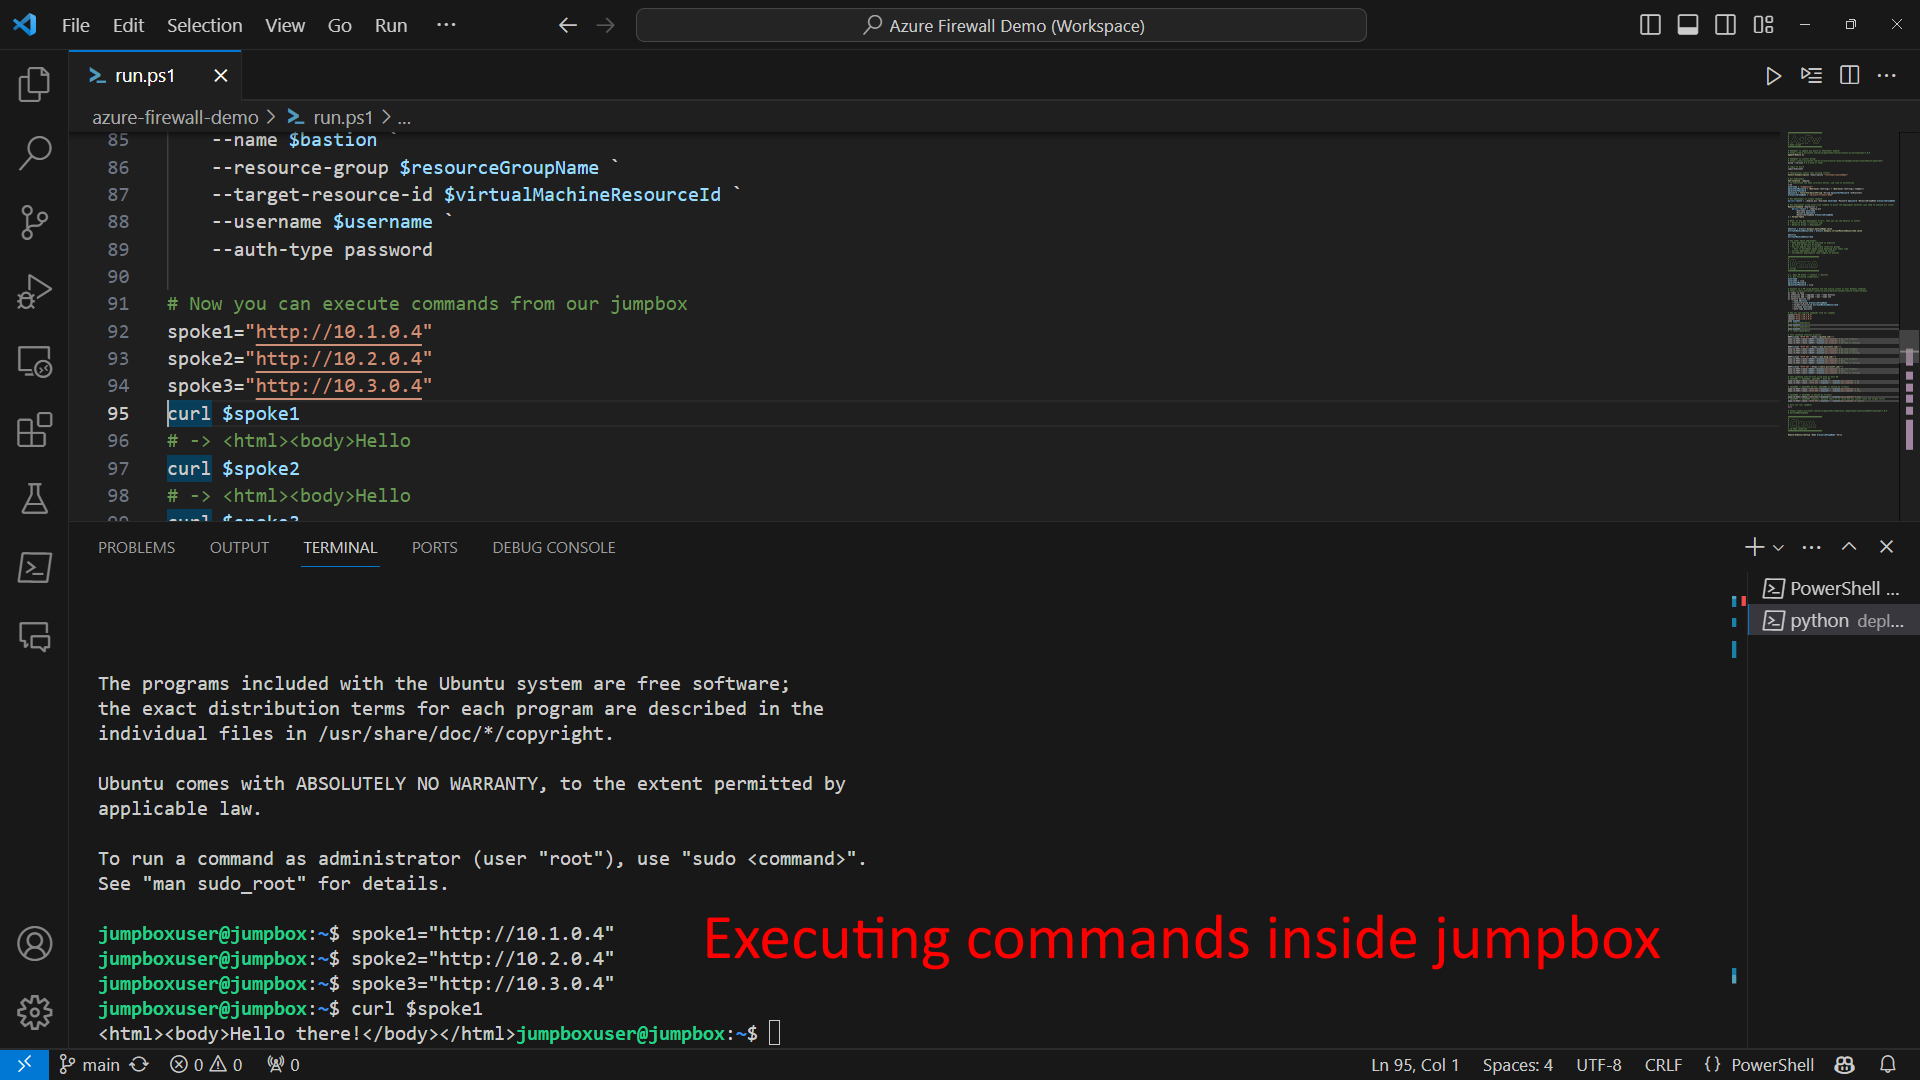 File Edit Selection View Go Run ···
Azure Firewall Demo (Workspace)
run.ps1
azure-firewall-demo > run.ps1 > ...
85 --name $bastion `
86 --resource-group $resourceGroupName `
87 --target-resource-id $virtualMachineResourceId `
88 --username $username `
89 --auth-type password
90
91 # Now you can execute commands from our jumpbox
92 spoke1="http://10.1.0.4"
93 spoke2="http://10.2.0.4"
94 spoke3="http://10.3.0.4"
95 curl $spoke1
96 # -> <html><body>Hello
97 curl $spoke2
98 # -> <html><body>Hello
99 curl $spoke3
PROBLEMS OUTPUT TERMINAL PORTS DEBUG CONSOLE
PowerShell ...
python depl...
The programs included with the Ubuntu system are free software;
the exact distribution terms for each program are described in the
individual files in /usr/share/doc/*/copyright.
Ubuntu comes with ABSOLUTELY NO WARRANTY, to the extent permitted by
applicable law.
To run a command as administrator (user "root"), use "sudo <command>".
See "man sudo_root" for details.
jumpboxuser@jumpbox:~$ spoke1="http://10.1.0.4"
jumpboxuser@jumpbox:~$ spoke2="http://10.2.0.4"
jumpboxuser@jumpbox:~$ spoke3="http://10.3.0.4"
jumpboxuser@jumpbox:~$ curl $spoke1
<html><body>Hello there!</body></html>jumpboxuser@jumpbox:~$
Executing commands inside jumpbox
main 0 0 0
Ln 95, Col 1 Spaces: 4 UTF-8 CRLF {} PowerShell